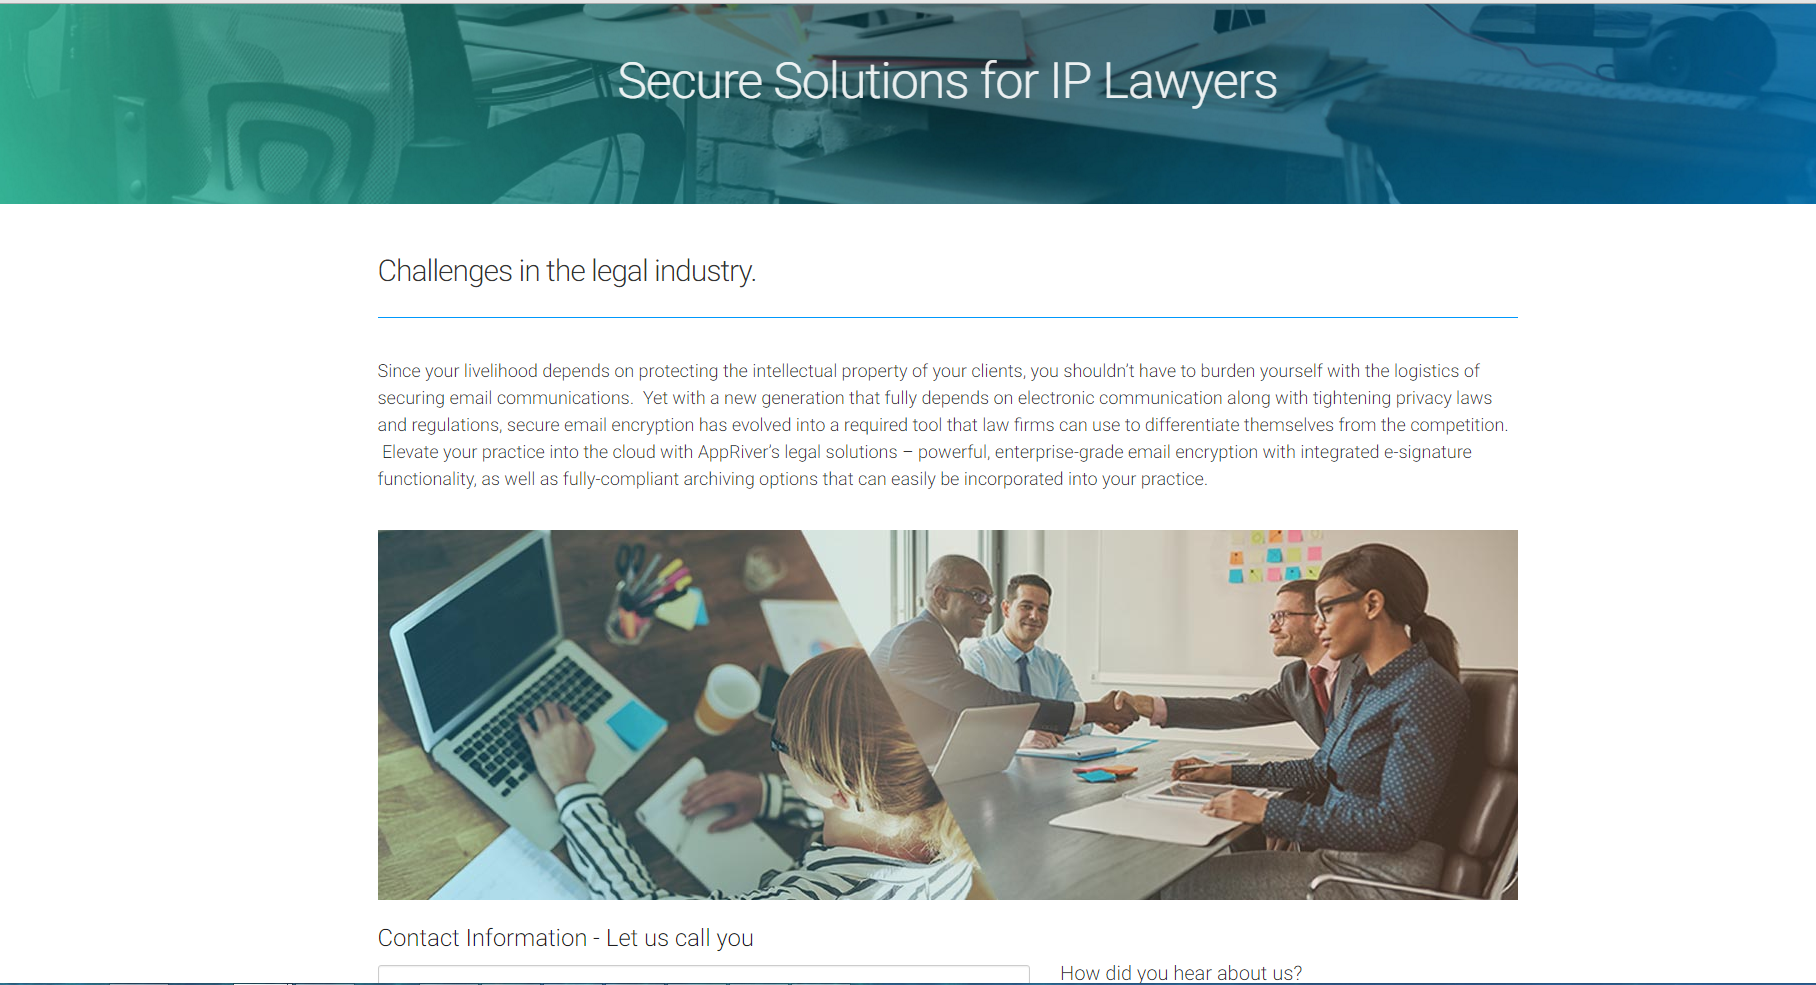 Secure Solutions for IP Lawyers
Challenges in the legal industry.
Since your livelihood depends on protecting the intellectual property of your clients, you shouldn't have to burden yourself with the logistics of
securing email communications.  Yet with a new generation that fully depends on electronic communication along with tightening privacy laws
and regulations, secure email encryption has evolved into a required tool that law firms can use to differentiate themselves from the competition.
Elevate your practice into the cloud with AppRiver's legal solutions – powerful, enterprise-grade email encryption with integrated e-signature
functionality, as well as fully-compliant archiving options that can easily be incorporated into your practice.
Contact Information - Let us call you
How did you hear about us?